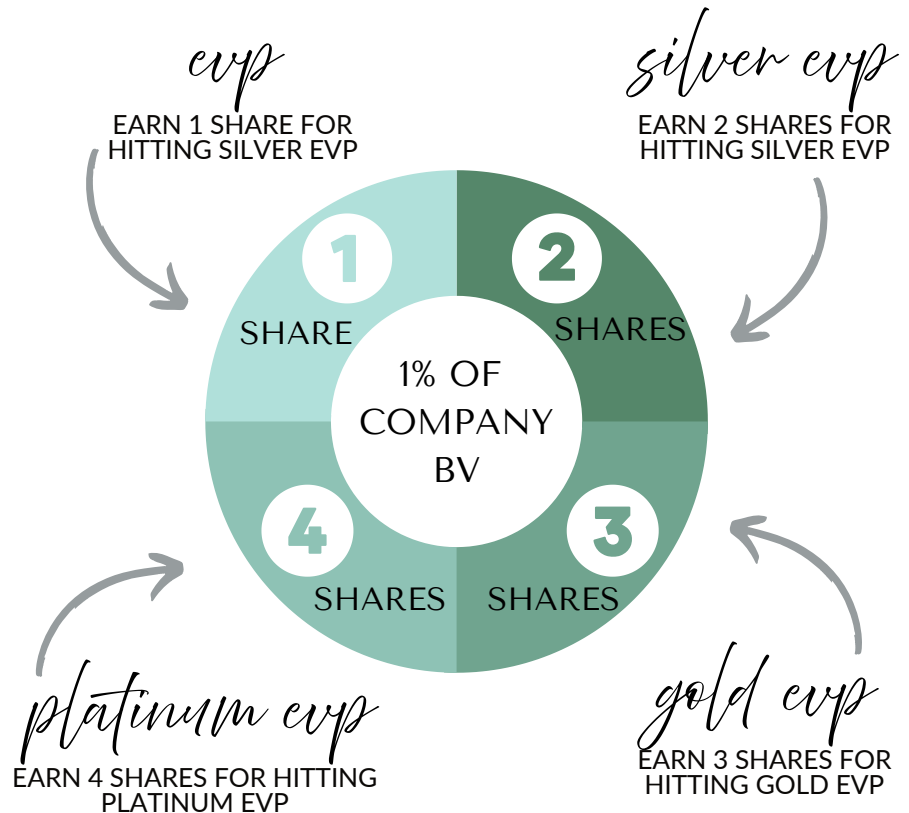 evp
EARN 1 SHARE FOR
HITTING SILVER EVP
silver evp
EARN 2 SHARES FOR
HITTING SILVER EVP
1
SHARE
2
SHARES
1% OF
COMPANY
BV
4
SHARES
3
SHARES
platinum evp
EARN 4 SHARES FOR HITTING
PLATINUM EVP
gold evp
EARN 3 SHARES FOR
HITTING GOLD EVP